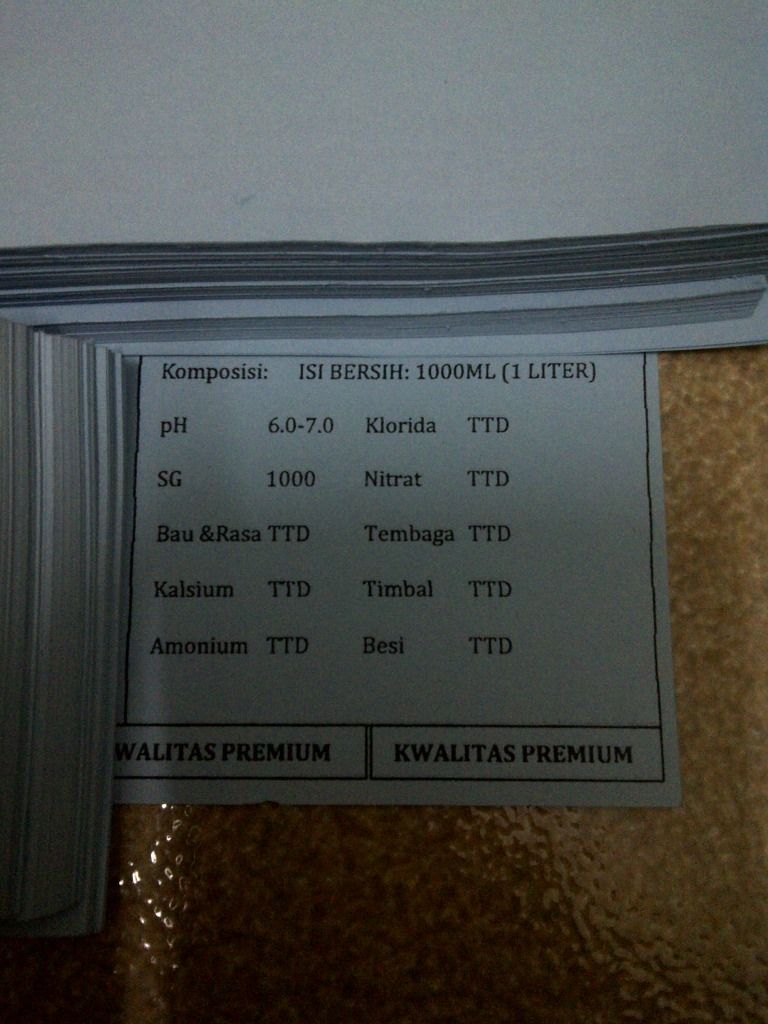 Komposisi: ISI BERSIH: 1000ML (1 LITER)
pH 6.0-7.0 Klorida TTD
SG 1000 Nitrat TTD
Bau &Rasa TTD Tembaga TTD
Kalsium TTD Timbal TTD
Amonium TTD Besi TTD
WALITAS PREMIUM KWALITAS PREMIUM